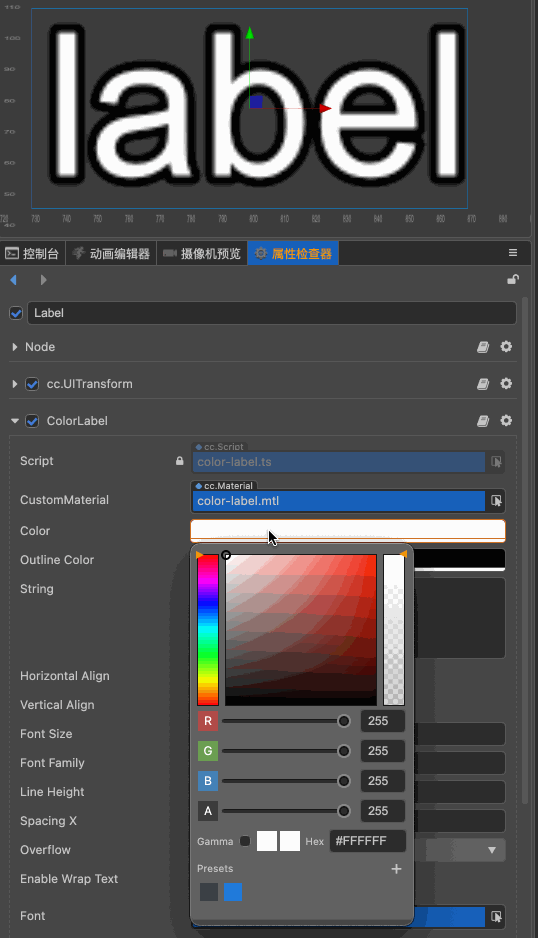 110
100
90
80
70
60
50
40
label
720 730 740 750 760 770 780 790 800 810 820 830 840 850 860 870 880
控制台 动画编辑器 摄像机预览 属性检查器
Label
Node
cc.UITransform
ColorLabel
cc.Script
Script color-label.ts
cc.Material
CustomMaterial color-label.mtl
Color
Outline Color
String
Horizontal Align
Vertical Align
Font Size
Font Family
Line Height
Spacing X
Overflow
Enable Wrap Text
Font
R 255
G 255
B 255
A 255
Gamma Hex #FFFFFF
Presets